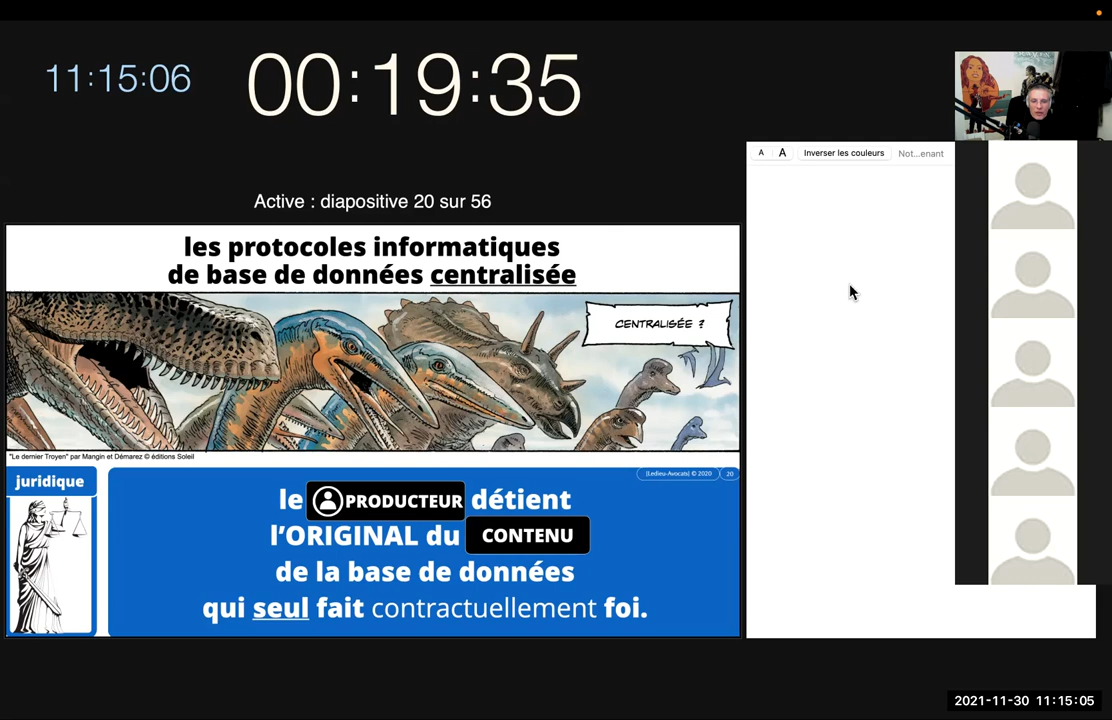 11:15:06
00:19:35
Active : diapositive 20 sur 56
Inverser les couleurs
Not...enant
A
A
les protocoles informatiques
de base de données centralisée
CENTRALISÉE ?
"Le dernier Troyen" par Mangin et Démarez © éditions Soleil
[Ledieu-Avocats] © 2020
20
juridique
le PRODUCTEUR détient
l'ORIGINAL du CONTENU
de la base de données
qui seul fait contractuellement foi.
2021-11-30 11:15:05